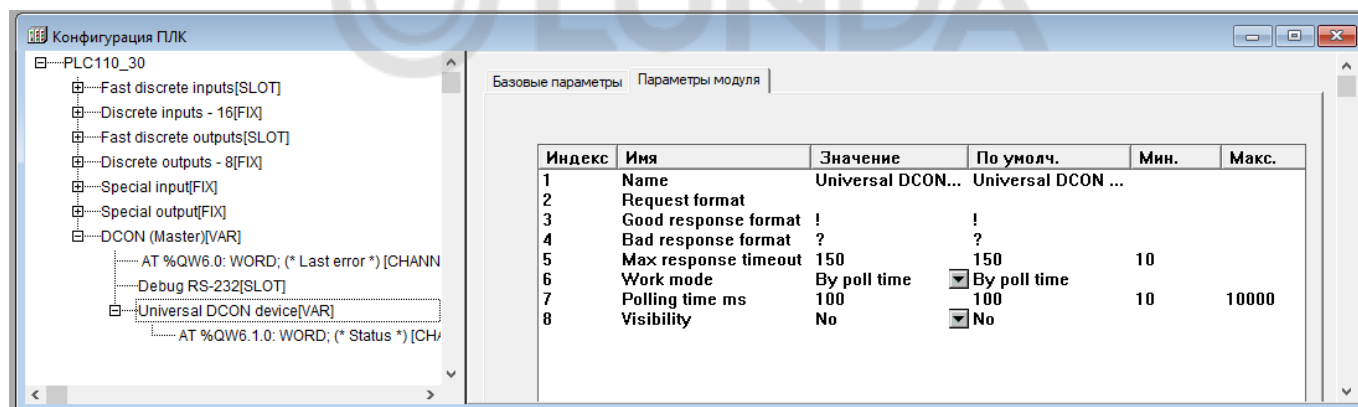 LUNDA
Конфигурация ПЛК
PLC110_30
Fast discrete inputs[SLOT]
Discrete inputs - 16[FIX]
Fast discrete outputs[SLOT]
Discrete outputs - 8[FIX]
Special input[FIX]
Special output[FIX]
DCON (Master)[VAR]
AT %QW6.0: WORD; (* Last error *) [CHANN
Debug RS-232[SLOT]
Universal DCON device[VAR]
AT %QW6.1.0: WORD; (* Status *) [CHA
Базовые параметры Параметры модуля
Индекс Имя Значение По умолч. Мин. Макс.
1 Name Universal DCON... Universal DCON ...
2 Request format
3 Good response format ! !
4 Bad response format ? ?
5 Max response timeout 150 150 10
6 Work mode By poll time By poll time
7 Polling time ms 100 100 10 10000
8 Visibility No No